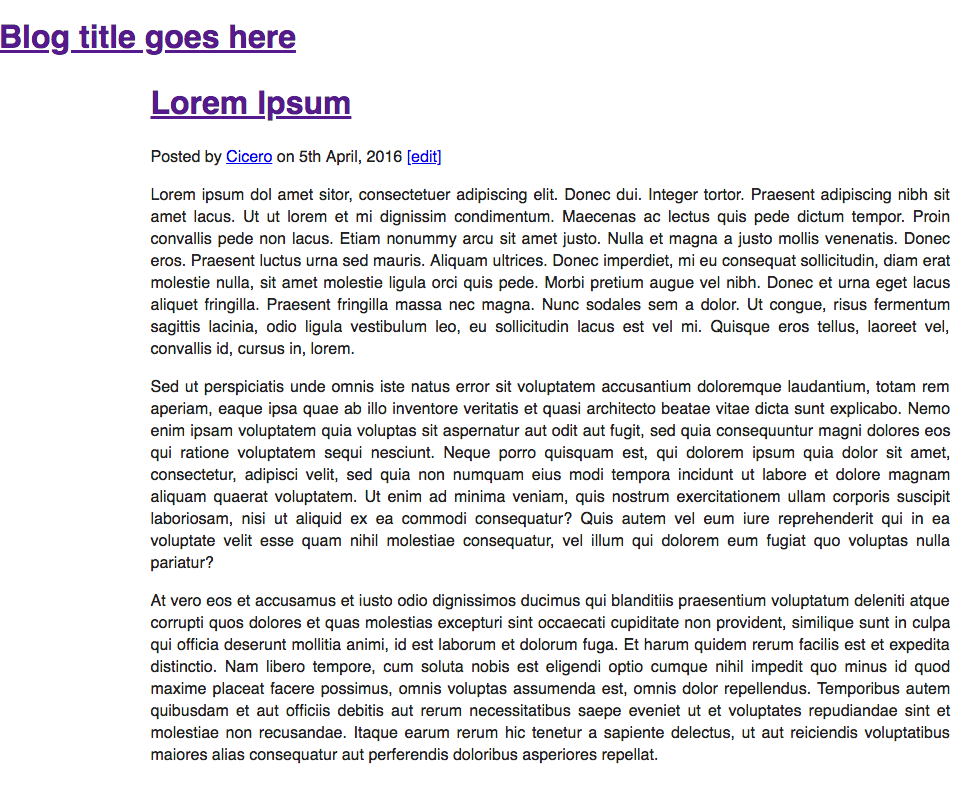 Blog title goes here
Lorem Ipsum
Posted by Cicero on 5th April, 2016 [edit]
Lorem ipsum dol amet sitor, consectetuer adipiscing elit. Donec dui. Integer tortor. Praesent adipiscing nibh sit
amet lacus. Ut ut lorem et mi dignissim condimentum. Maecenas ac lectus quis pede dictum tempor. Proin
convallis pede non lacus. Etiam nonummy arcu sit amet justo. Nulla et magna a justo mollis venenatis. Donec
eros. Praesent luctus urna sed mauris. Aliquam ultrices. Donec imperdiet, mi eu consequat sollicitudin, diam erat
molestie nulla, sit amet molestie ligula orci quis pede. Morbi pretium augue vel nibh. Donec et urna eget lacus
aliquet fringilla. Praesent fringilla massa nec magna. Nunc sodales sem a dolor. Ut congue, risus fermentum
sagittis lacinia, odio ligula vestibulum leo, eu sollicitudin lacus est vel mi. Quisque eros tellus, laoreet vel,
convallis id, cursus in, lorem.
Sed ut perspiciatis unde omnis iste natus error sit voluptatem accusantium doloremque laudantium, totam rem
aperiam, eaque ipsa quae ab illo inventore veritatis et quasi architecto beatae vitae dicta sunt explicabo. Nemo
enim ipsam voluptatem quia voluptas sit aspernatur aut odit aut fugit, sed quia consequuntur magni dolores eos
qui ratione voluptatem sequi nesciunt. Neque porro quisquam est, qui dolorem ipsum quia dolor sit amet,
consectetur, adipisci velit, sed quia non numquam eius modi tempora incidunt ut labore et dolore magnam
aliquam quaerat voluptatem. Ut enim ad minima veniam, quis nostrum exercitationem ullam corporis suscipit
laboriosam, nisi ut aliquid ex ea commodi consequatur? Quis autem vel eum iure reprehenderit qui in ea
voluptate velit esse quam nihil molestiae consequatur, vel illum qui dolorem eum fugiat quo voluptas nulla
pariatur?
At vero eos et accusamus et iusto odio dignissimos ducimus qui blanditiis praesentium voluptatum deleniti atque
corrupti quos dolores et quas molestias excepturi sint occaecati cupiditate non provident, similique sunt in culpa
qui officia deserunt mollitia animi, id est laborum et dolorum fuga. Et harum quidem rerum facilis est et expedita
distinctio. Nam libero tempore, cum soluta nobis est eligendi optio cumque nihil impedit quo minus id quod
maxime placeat facere possimus, omnis voluptas assumenda est, omnis dolor repellendus. Temporibus autem
quibusdam et aut officiis debitis aut rerum necessitatibus saepe eveniet ut et voluptates repudiandae sint et
molestiae non recusandae. Itaque earum rerum hic tenetur a sapiente delectus, ut aut reiciendis voluptatibus
maiores alias consequatur aut perferendis doloribus asperiores repellat.